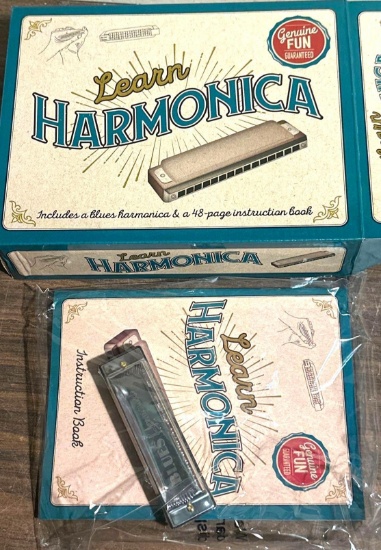 Genuine
FUN
GUARANTEED
Learn
HARMONICA
Includes a blues harmonica & a 48-page instruction book
Learn
HARMONICA
Learn
HARMONICA
Instruction Book
Genuine
FUN
GUARANTEED